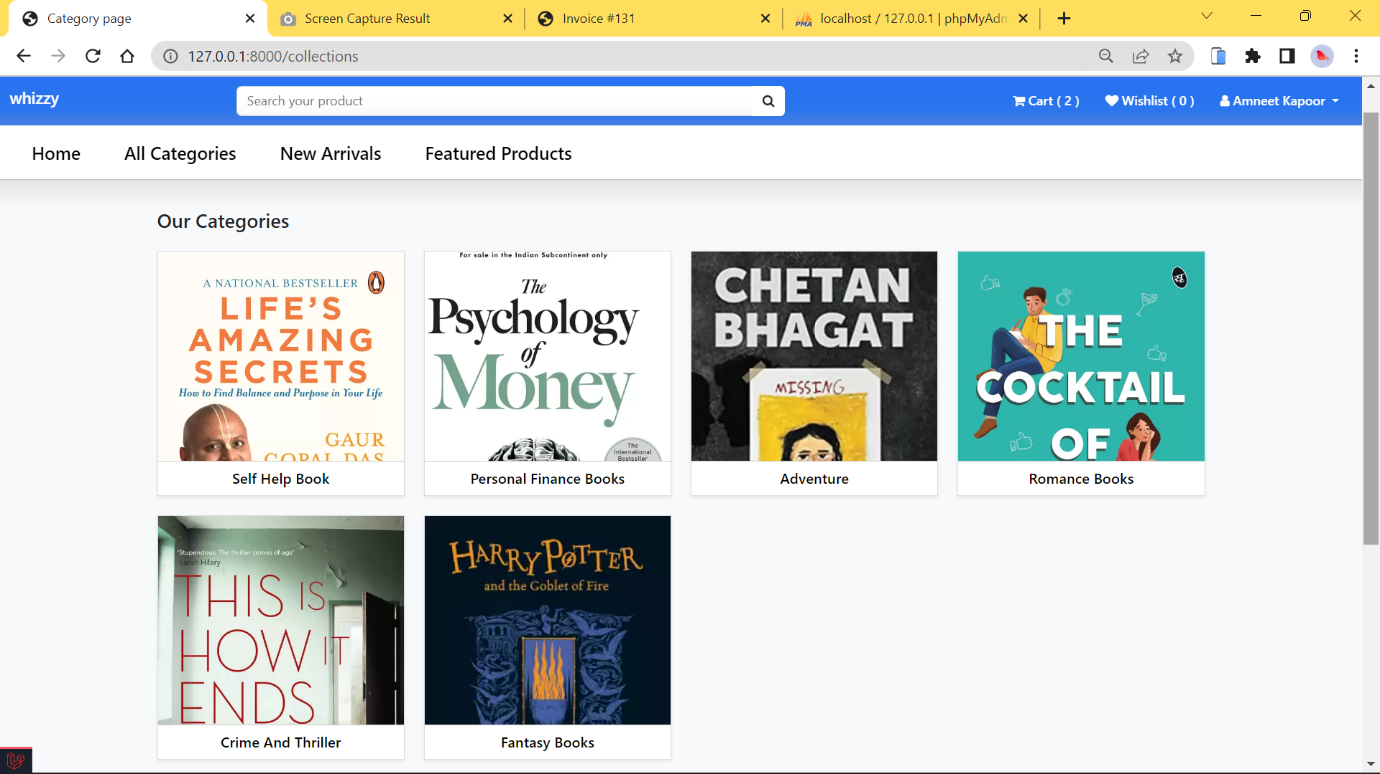 Category page
Screen Capture Result
Invoice #131
localhost / 127.0.0.1 | phpMyAdm
127.0.0.1:8000/collections
whizzy
Search your product
Cart ( 2 )
Wishlist ( 0 )
Amneet Kapoor
Home
All Categories
New Arrivals
Featured Products
Our Categories
A NATIONAL BESTSELLER
LIFE'S
AMAZING
SECRETS
How to Find Balance and Purpose in Your Life
GAUR
GOPAL DAS
Self Help Book
For sale in the Indian Subcontinent only
The
Psychology
of
Money
The
International
Bestseller
Personal Finance Books
CHETAN
BHAGAT
MISSING
Adventure
THE
COCKTAIL
OF
Romance Books
'Stupendous. The thriller comes of age'
Sarah Hilary
THIS IS
HOW IT
ENDS
Crime And Thriller
HARRY POTTER
and the Goblet of Fire
Fantasy Books